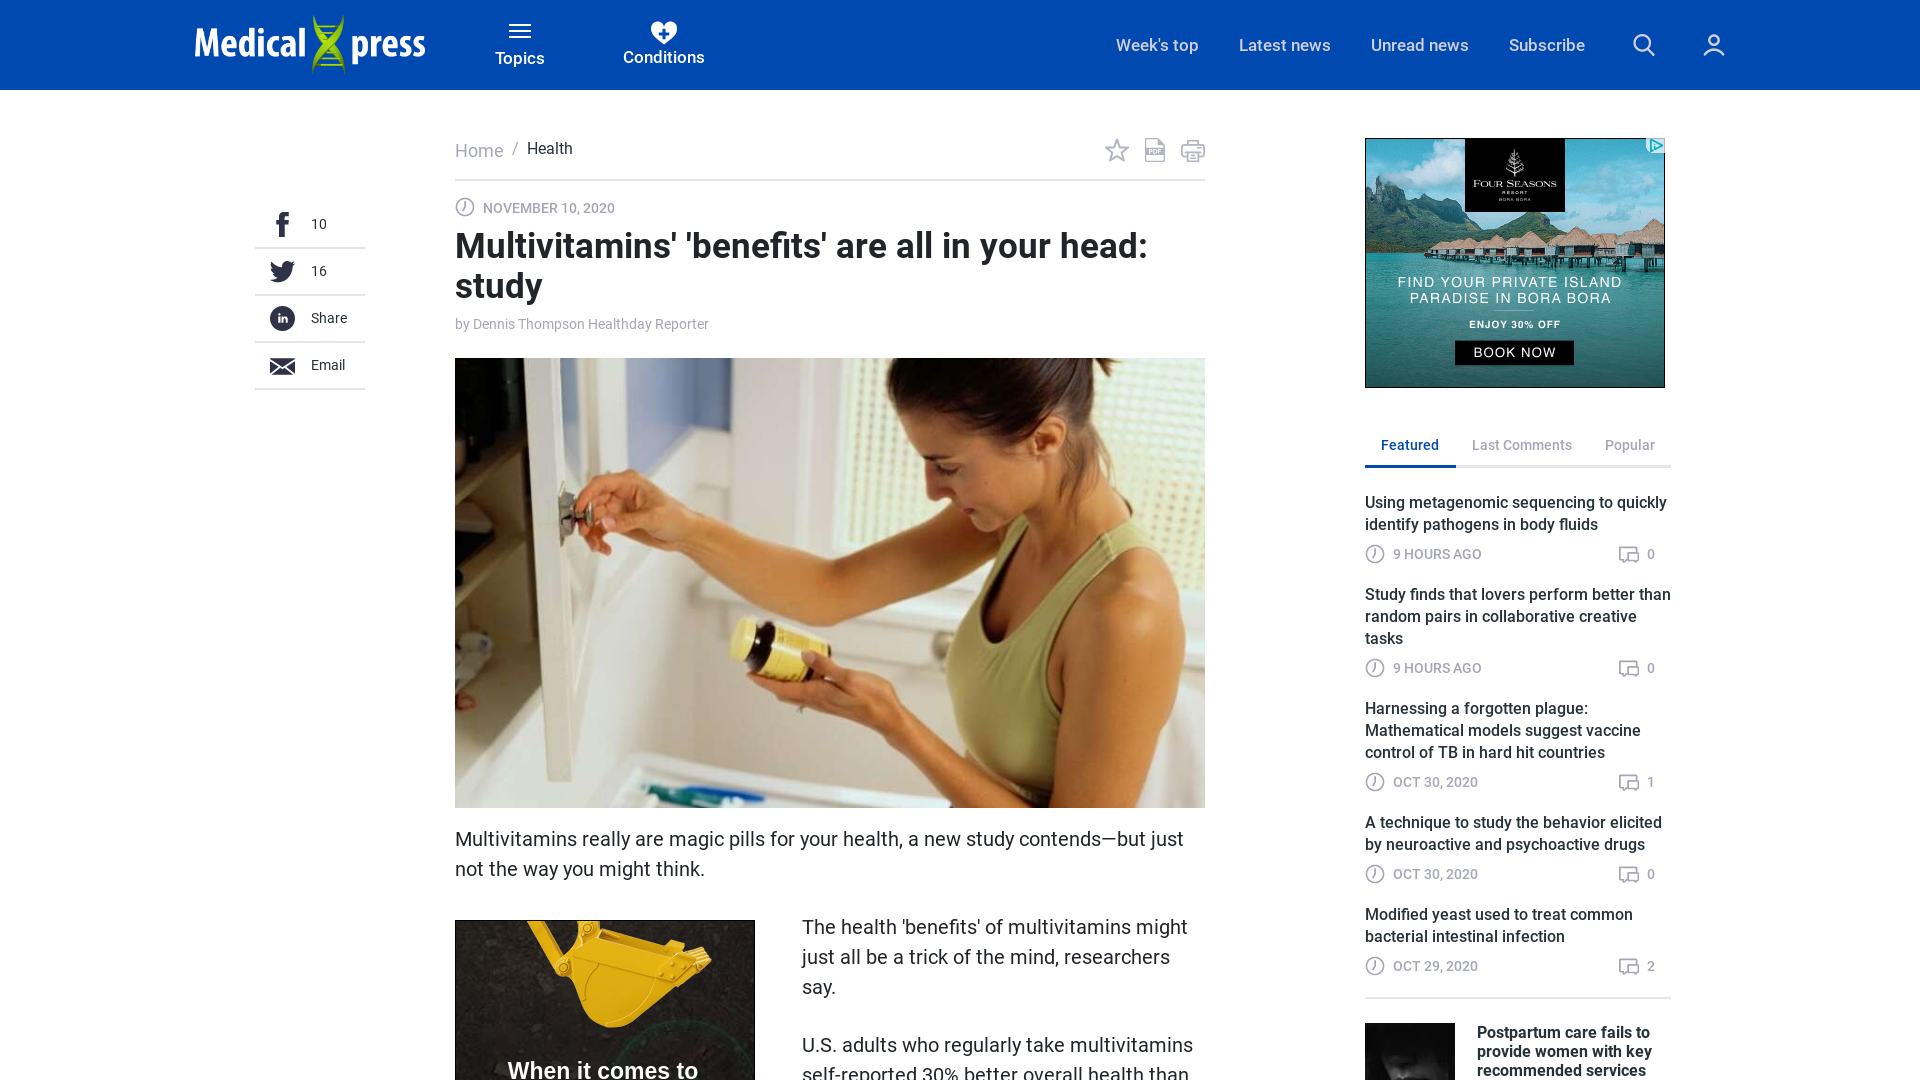 Medical Xpress
Topics
Conditions
Week's top
Latest news
Unread news
Subscribe
Home / Health
PDF
NOVEMBER 10, 2020
Multivitamins' 'benefits' are all in your head:
study
by Dennis Thompson Healthday Reporter
10
16
Share
Email
Multivitamins really are magic pills for your health, a new study contends—but just
not the way you might think.
When it comes to
The health 'benefits' of multivitamins might
just all be a trick of the mind, researchers
say.
U.S. adults who regularly take multivitamins
self-reported 30% better overall health than
FOUR SEASONS
RESORT
BORA BORA
FIND YOUR PRIVATE ISLAND
PARADISE IN BORA BORA
ENJOY 30% OFF
BOOK NOW
Featured
Last Comments
Popular
Using metagenomic sequencing to quickly
identify pathogens in body fluids
9 HOURS AGO 0
Study finds that lovers perform better than
random pairs in collaborative creative
tasks
9 HOURS AGO 0
Harnessing a forgotten plague:
Mathematical models suggest vaccine
control of TB in hard hit countries
OCT 30, 2020 1
A technique to study the behavior elicited
by neuroactive and psychoactive drugs
OCT 30, 2020 0
Modified yeast used to treat common
bacterial intestinal infection
OCT 29, 2020 2
Postpartum care fails to
provide women with key
recommended services